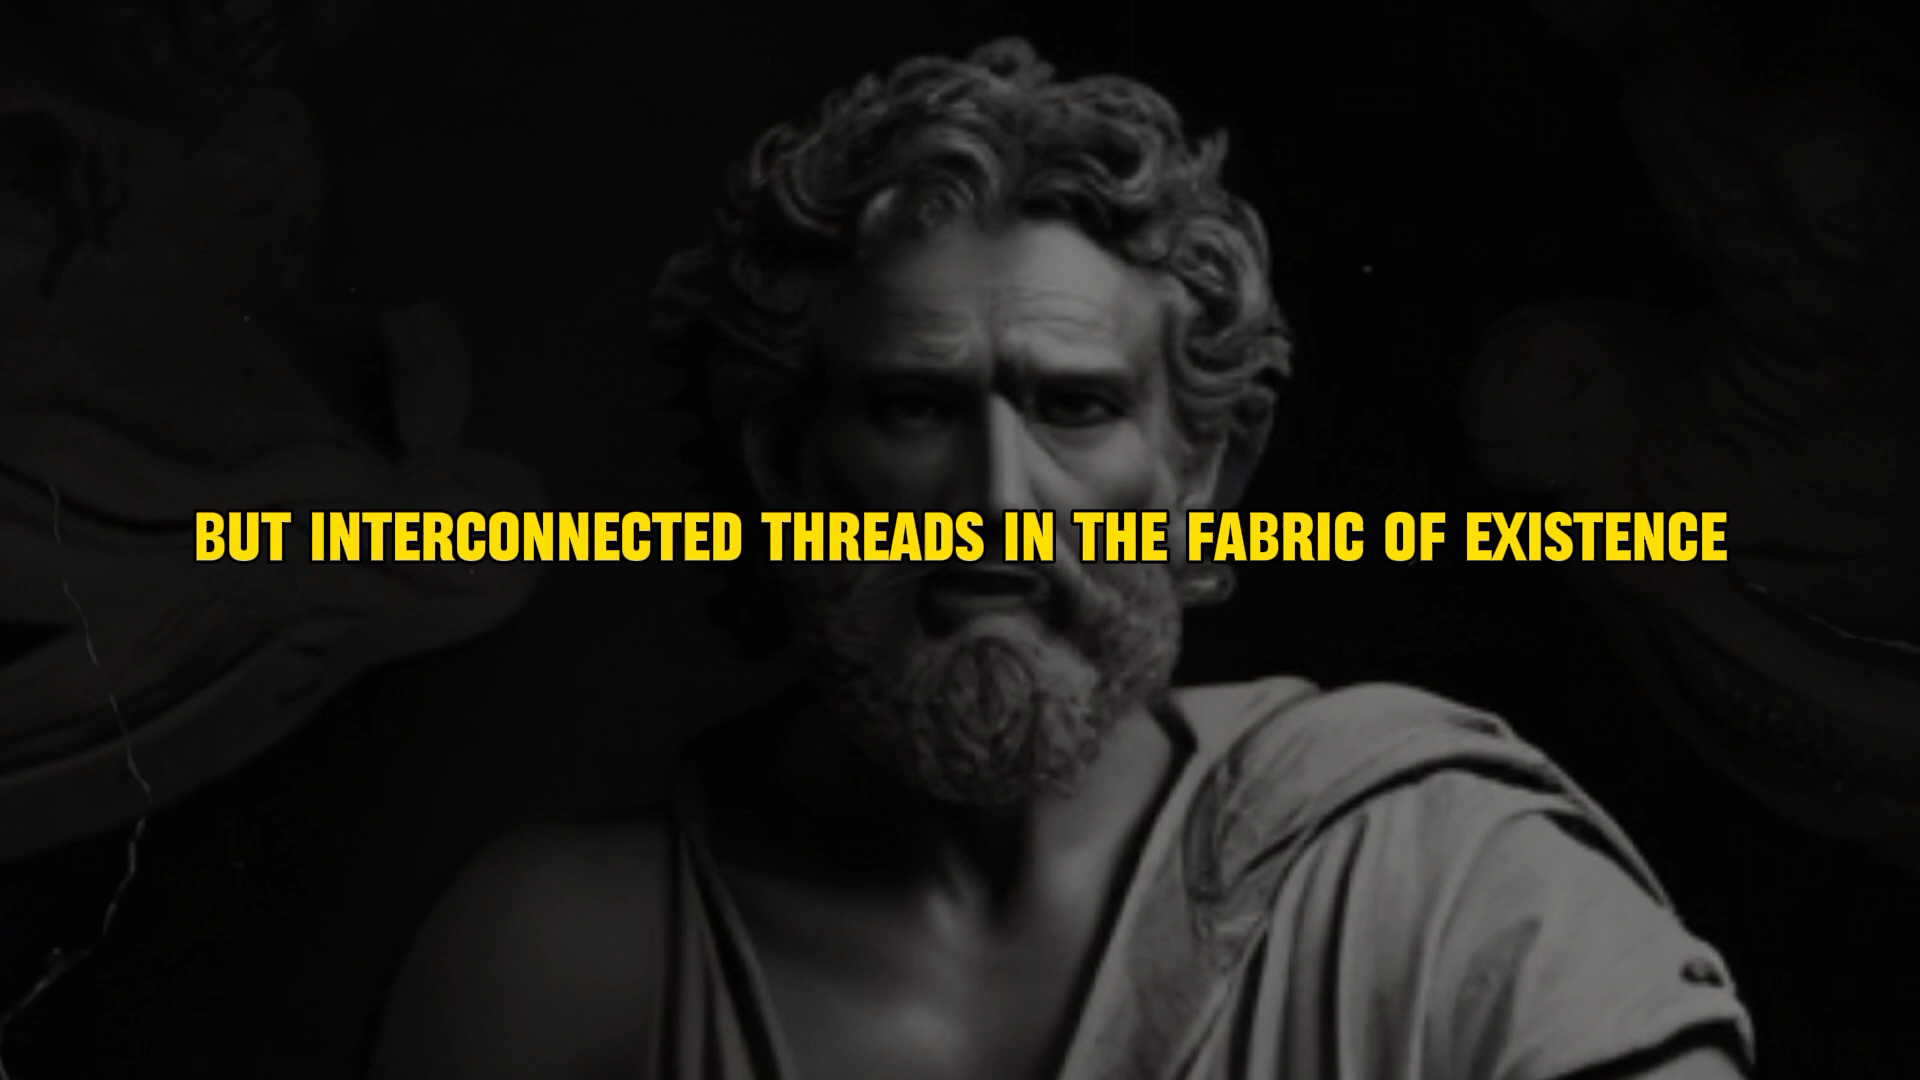 BUT INTERCONNECTED THREADS IN THE FABRIC OF EXISTENCE